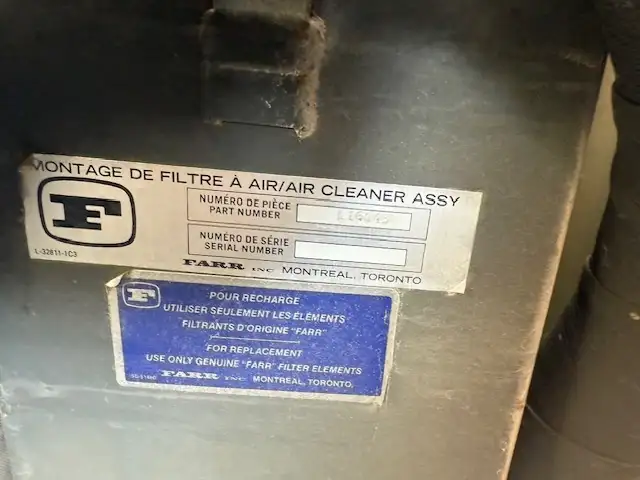 MONTAGE DE FILTRE À AIR/AIR CLEANER ASSY
F
NUMÉRO DE PIÈCE
PART NUMBER
NUMÉRO DE SÉRIE
SERIAL NUMBER
L-32811-1C3
FARR INC MONTREAL, TORONTO
F
POUR RECHARGE
UTILISER SEULEMENT LES ÉLÉMENTS
FILTRANTS D'ORIGINE "FARR"
FOR REPLACEMENT
USE ONLY GENUINE "FARR" FILTER ELEMENTS
FARR INC MONTREAL, TORONTO,